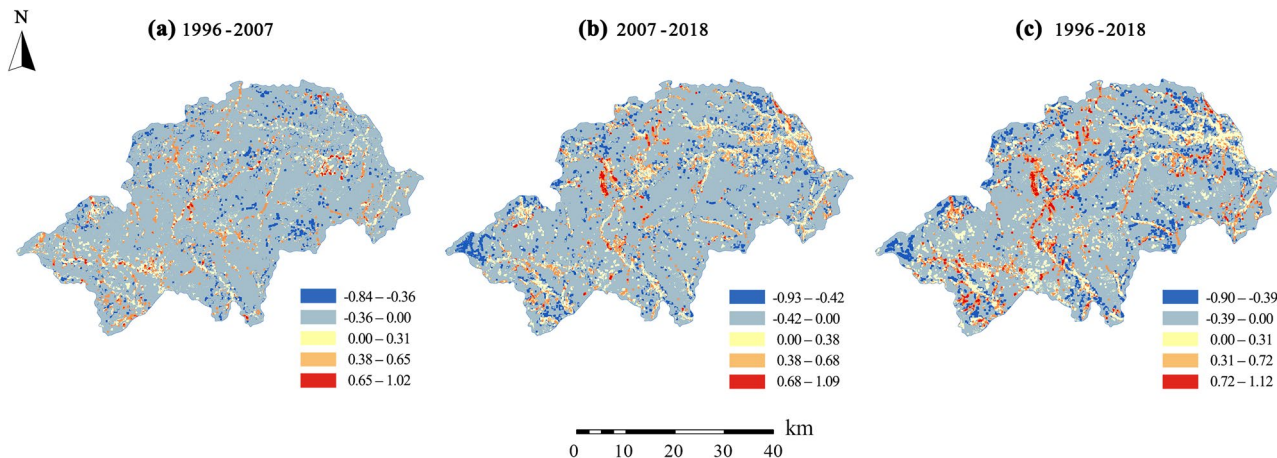 N
(a) 1996-2007
(b) 2007-2018
(c) 1996-2018
-0.84 – -0.36
-0.36 – 0.00
0.00 – 0.31
0.38 – 0.65
0.65 – 1.02
-0.93 – -0.42
-0.42 – 0.00
0.00 – 0.38
0.38 – 0.68
0.68 – 1.09
-0.90 – -0.39
-0.39 – 0.00
0.00 – 0.31
0.31 – 0.72
0.72 – 1.12
km
0 10 20 30 40